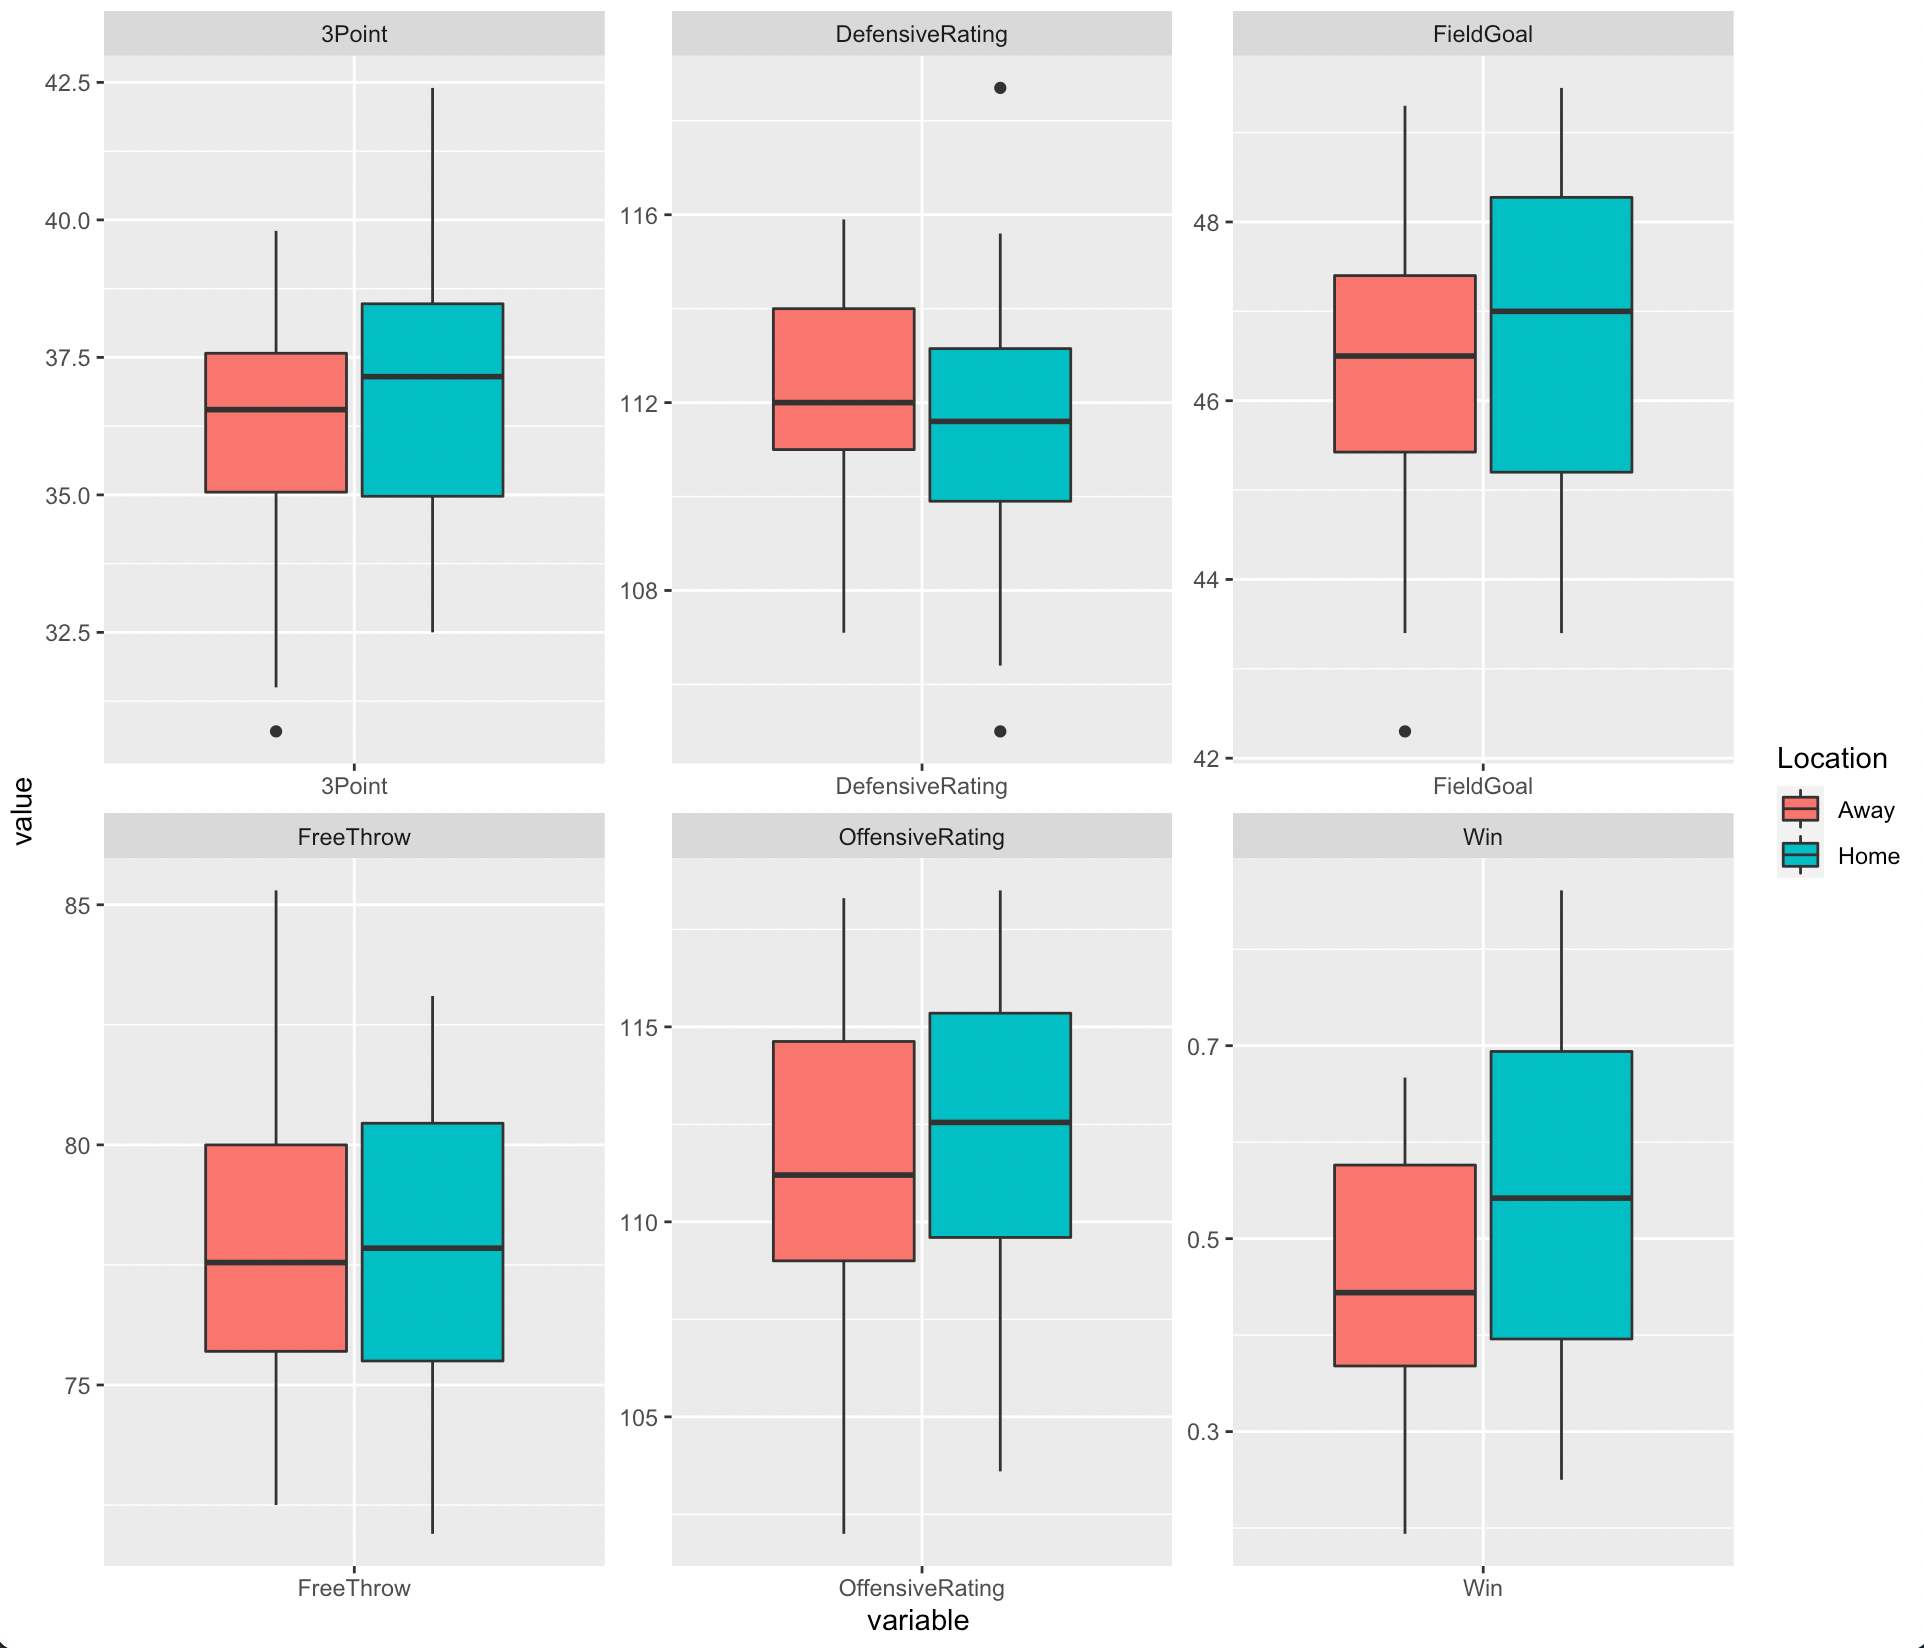 3Point
DefensiveRating
FieldGoal
42.5
40.0
37.5
35.0
32.5
116
112
108
48
46
44
42
3Point
DefensiveRating
FieldGoal
value
FreeThrow
OffensiveRating
Win
85
80
75
115
110
105
0.7
0.5
0.3
FreeThrow
OffensiveRating
Win
variable
Location
Away
Home